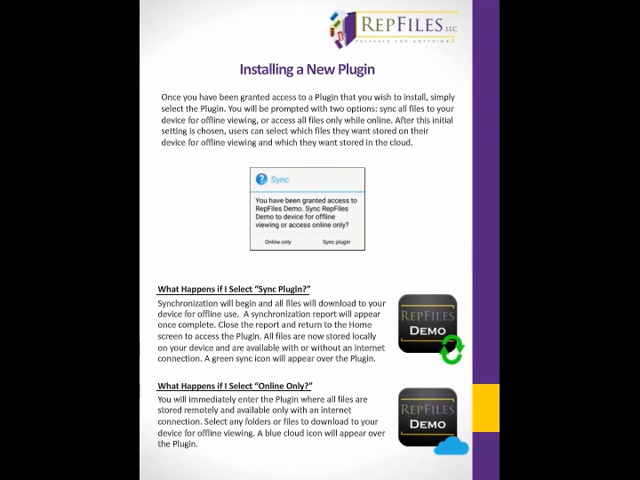 REPFILES, LLC
PREPARED FOR ANYTHING
Installing a New Plugin
Once you have been granted access to a Plugin that you wish to install, simply
select the Plugin. You will be prompted with two options: sync all files to your
device for offline viewing, or access all files only while online. After this initial
setting is chosen, users can select which files they want stored on their
device for offline viewing and which they want stored in the cloud.
Sync
You have been granted access to
RepFiles Demo. Sync RepFiles
Demo to device for offline
viewing or access online only?
Online only Sync plugin
What Happens if I Select “Sync Plugin?”
Synchronization will begin and all files will download to your
device for offline use. A synchronization report will appear
once complete. Close the report and return to the Home
screen to access the Plugin. All files are now stored locally
on your device and are available with or without an internet
connection. A green sync icon will appear over the Plugin.
REPFILES
DEMO
What Happens if I Select “Online Only?”
You will immediately enter the Plugin where all files are
stored remotely and available only with an internet
connection. Select any folders or files to download to your
device for offline viewing. A blue cloud icon will appear over
the Plugin.
REPFILES
DEMO